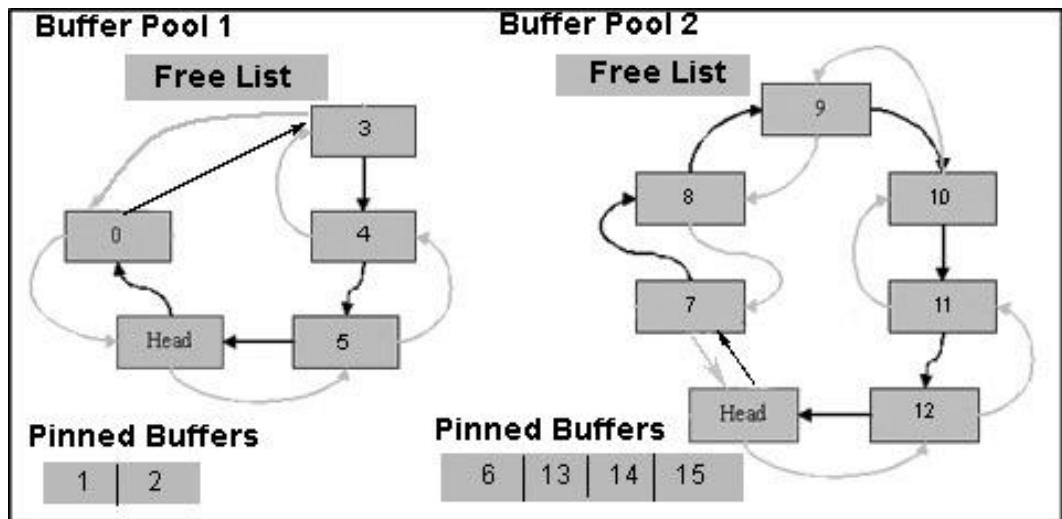 Buffer Pool 1
Free List
3
0
4
Head
5
Pinned Buffers
1 2
Buffer Pool 2
Free List
9
8
10
7
11
Head
12
Pinned Buffers
6 13 14 15